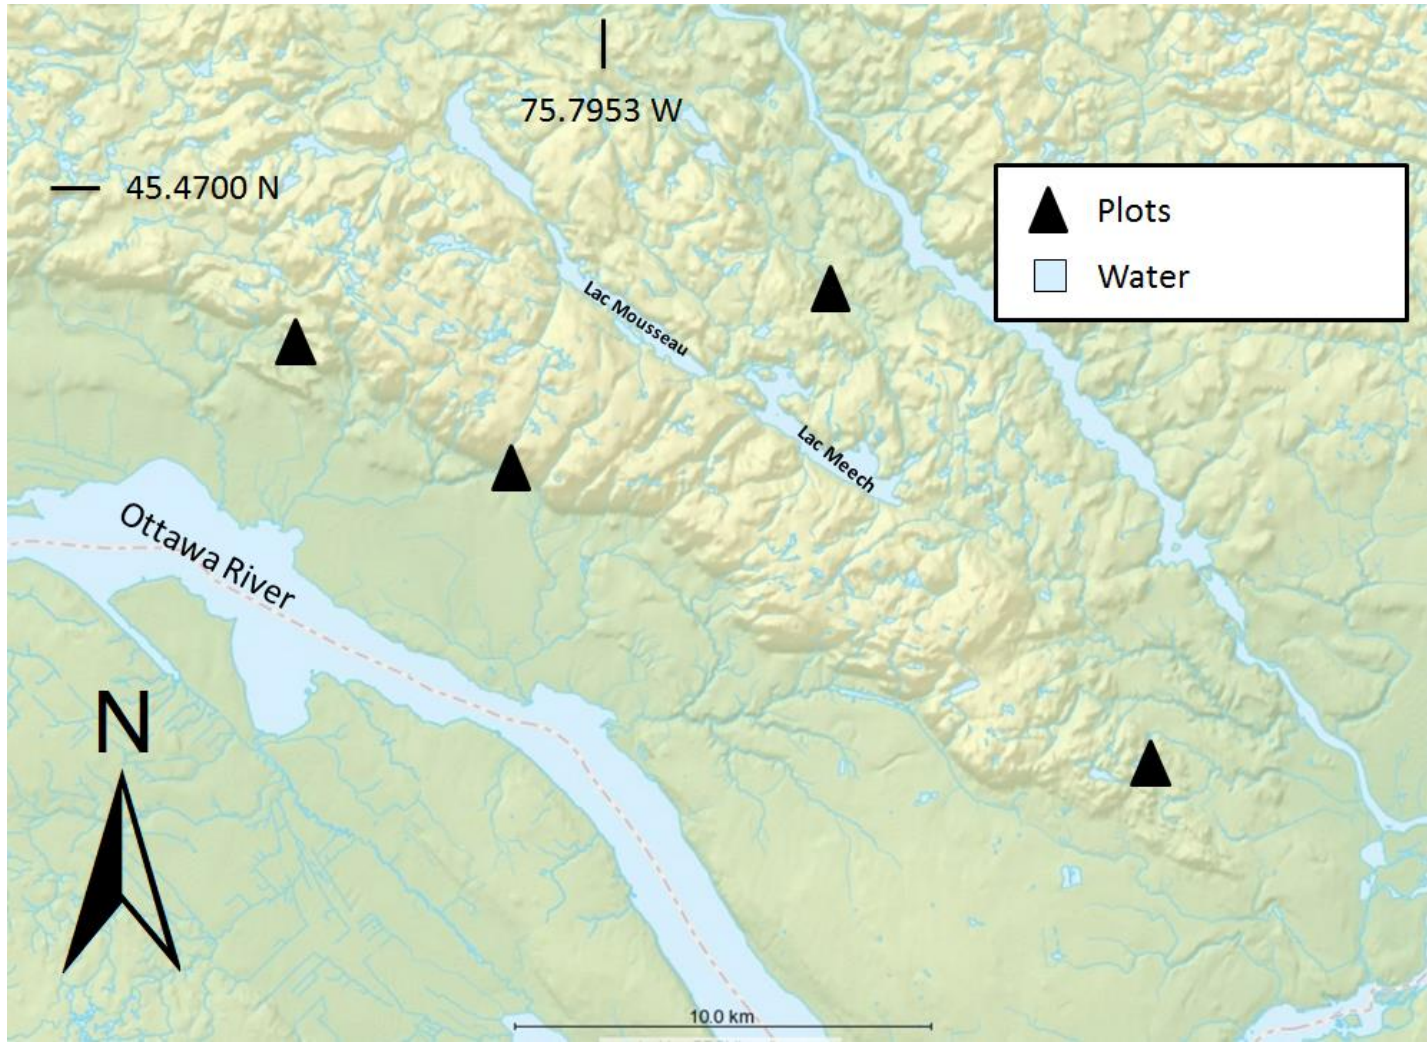 75.7953 W
45.4700 N
Plots
Water
Lac Mousseau
Lac Meech
Ottawa River
N
10.0 km